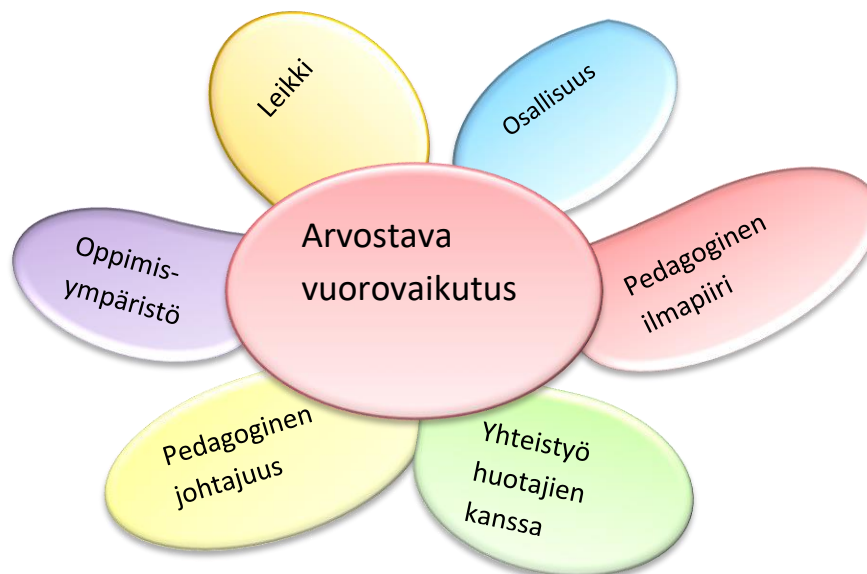 Leikki
Osallisuus
Arvostava
vuorovaikutus
Pedagoginen
ilmapiiri
Oppimis-
ympäristö
Pedagoginen
johtajuus
Yhteistyö
huotajien
kanssa